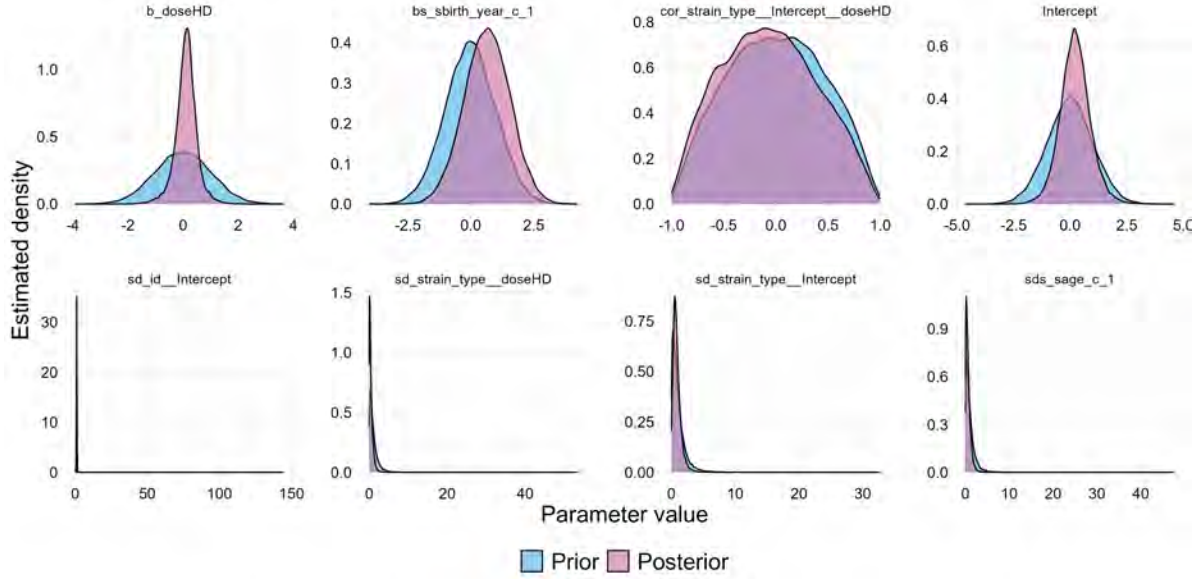 b_doseHD bs_sbirth_year_c_1 cor_strain_type__Intercept__doseHD Intercept
1.0 0.5 0.0
0.4 0.3 0.2 0.1 0.0
0.8 0.6 0.4 0.2 0.0
0.6 0.4 0.2 0.0
-4 -2 0 2 4
-2.5 0.0 2.5
-1.0 -0.5 0.0 0.5 1.0
-5.0 -2.5 0.0 2.5 5.0
Estimated density
sd_id__Intercept sd_strain_type__doseHD sd_strain_type__Intercept sds_sage_c_1
30 20 10 0
1.5 1.0 0.5 0.0
0.75 0.50 0.25 0.00
0.9 0.6 0.3 0.0
0 50 100 150
0 20 40
0 10 20 30
0 10 20 30 40
Parameter value
Prior Posterior